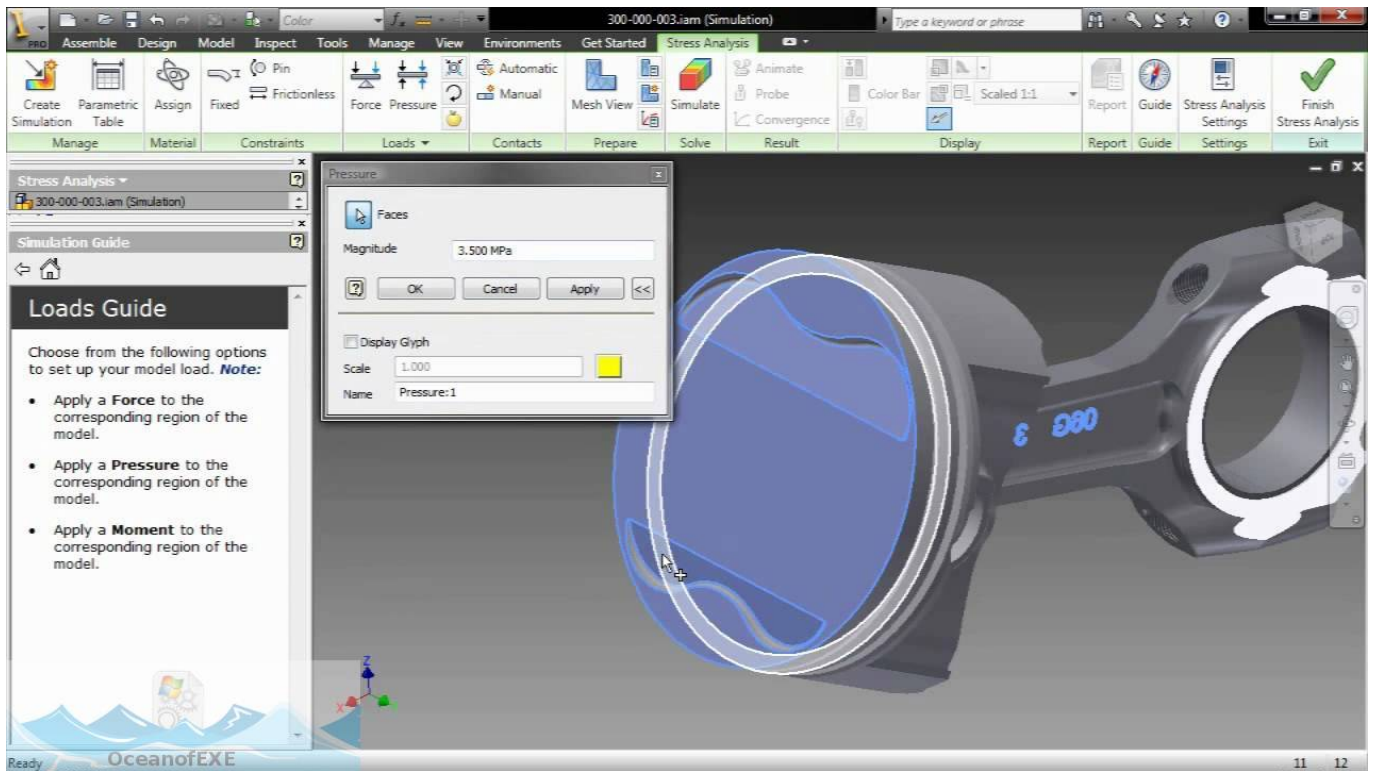 Color
300-000-003.iam (Simulation)
Type a keyword or phrase
PRO
Assemble Design Model Inspect Tools Manage View Environments Get Started Stress Analysis
Create Simulation
Parametric Table
Assign
Fixed
Pin
Frictionless
Force Pressure
Automatic
Manual
Mesh View
Simulate
Animate
Probe
Convergence
Color Bar
Scaled 1:1
Report
Guide
Stress Analysis Settings
Finish Stress Analysis
Manage Material Constraints Loads Contacts Prepare Solve Result Display Report Guide Settings Exit
Stress Analysis
300-000-003.iam (Simulation)
Simulation Guide
Loads Guide
Choose from the following options
to set up your model load. Note:
• Apply a Force to the
corresponding region of the
model.
• Apply a Pressure to the
corresponding region of the
model.
• Apply a Moment to the
corresponding region of the
model.
Pressure
Faces
Magnitude 3.500 MPa
OK Cancel Apply <<
Display Glyph
Scale 1.000
Name Pressure:1
Z
X
OceanofEXE
Ready
11 12